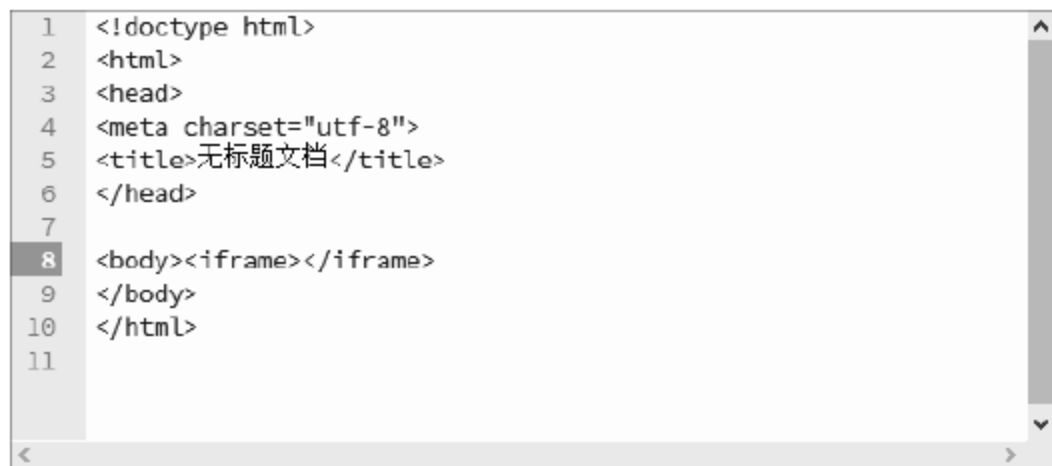 1 <!doctype html>
2 <html>
3 <head>
4 <meta charset="utf-8">
5 <title>无标题文档</title>
6 </head>
7
8 <body><iframe></iframe>
9 </body>
10 </html>
11